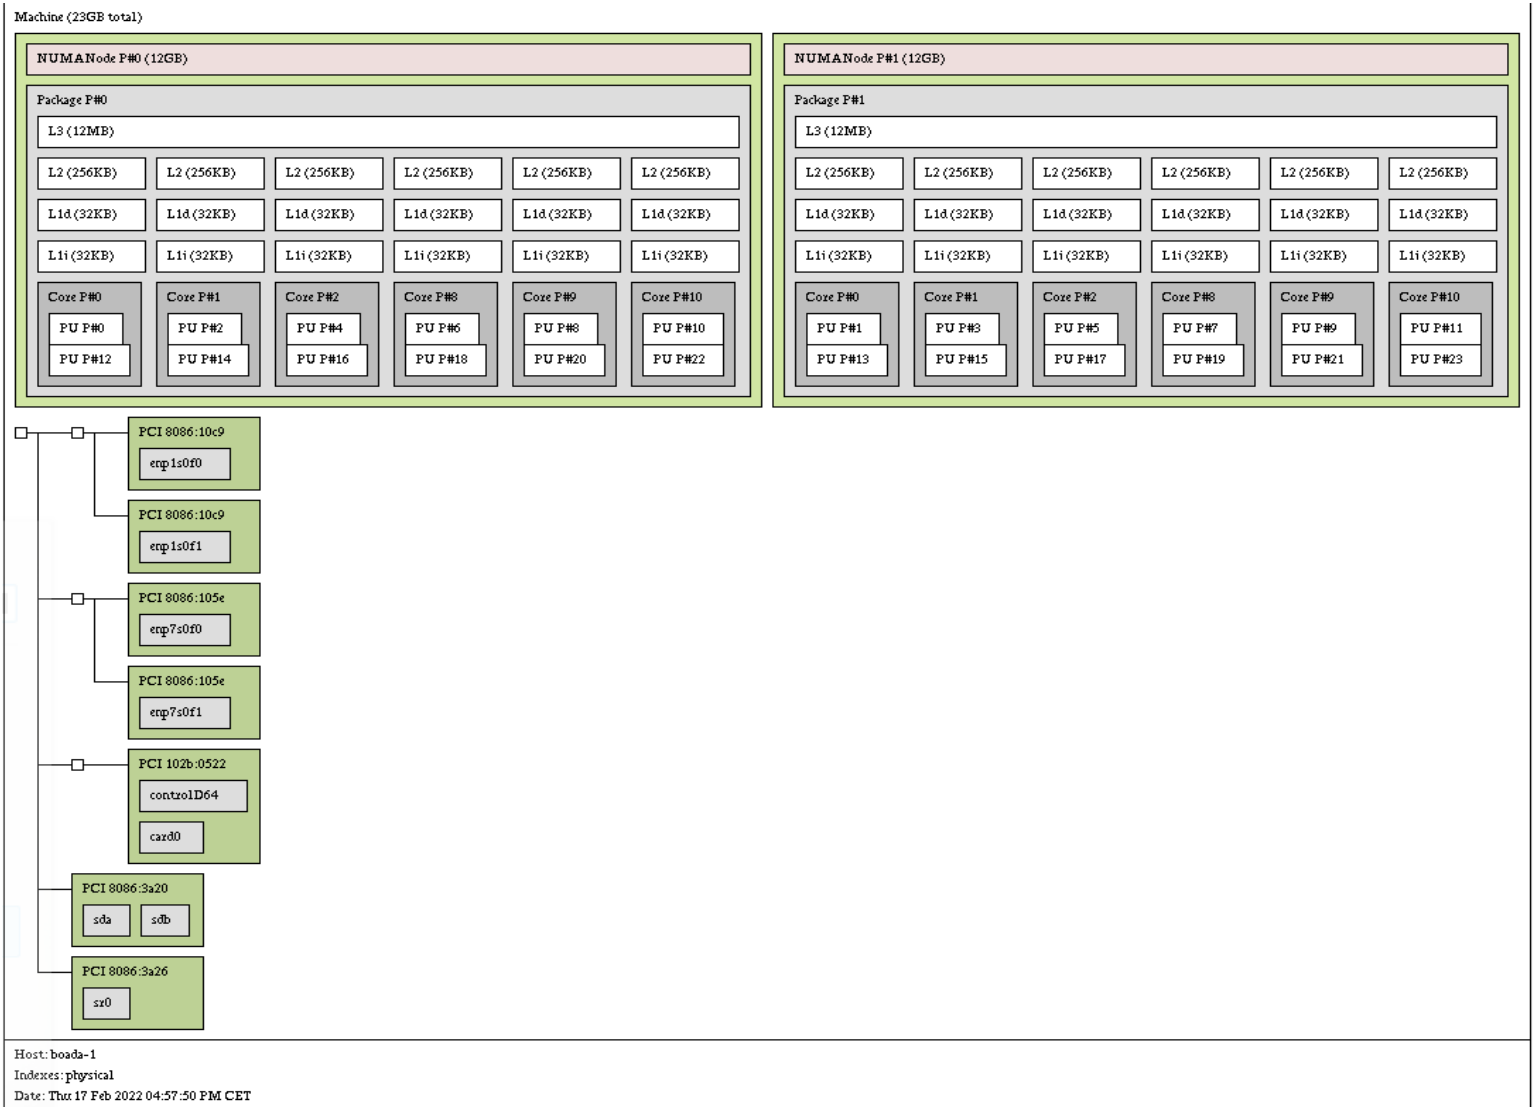 Machine (23GB total)
NUMANode P#0 (12GB) NUMANode P#1 (12GB)
Package P#0 Package P#1
L3 (12MB) L3 (12MB)
L2 (256KB) L2 (256KB) L2 (256KB) L2 (256KB) L2 (256KB) L2 (256KB) L2 (256KB) L2 (256KB) L2 (256KB) L2 (256KB) L2 (256KB) L2 (256KB)
L1d (32KB) L1d (32KB) L1d (32KB) L1d (32KB) L1d (32KB) L1d (32KB) L1d (32KB) L1d (32KB) L1d (32KB) L1d (32KB) L1d (32KB) L1d (32KB)
L1i (32KB) L1i (32KB) L1i (32KB) L1i (32KB) L1i (32KB) L1i (32KB) L1i (32KB) L1i (32KB) L1i (32KB) L1i (32KB) L1i (32KB) L1i (32KB)
Core P#0 Core P#1 Core P#2 Core P#8 Core P#9 Core P#10 Core P#0 Core P#1 Core P#2 Core P#8 Core P#9 Core P#10
PU P#0 PU P#2 PU P#4 PU P#6 PU P#8 PU P#10 PU P#1 PU P#3 PU P#5 PU P#7 PU P#9 PU P#11
PU P#12 PU P#14 PU P#16 PU P#18 PU P#20 PU P#22 PU P#13 PU P#15 PU P#17 PU P#19 PU P#21 PU P#23
PCI 8086:10c9
enp1s0f0
PCI 8086:10c9
enp1s0f1
PCI 8086:105e
enp7s0f0
PCI 8086:105e
enp7s0f1
PCI 102b:0522
controlD64
card0
PCI 8086:3a20
sda sdb
PCI 8086:3a26
sr0
Host: boada-1
Indexes: physical
Date: Thu 17 Feb 2022 04:57:50 PM CET